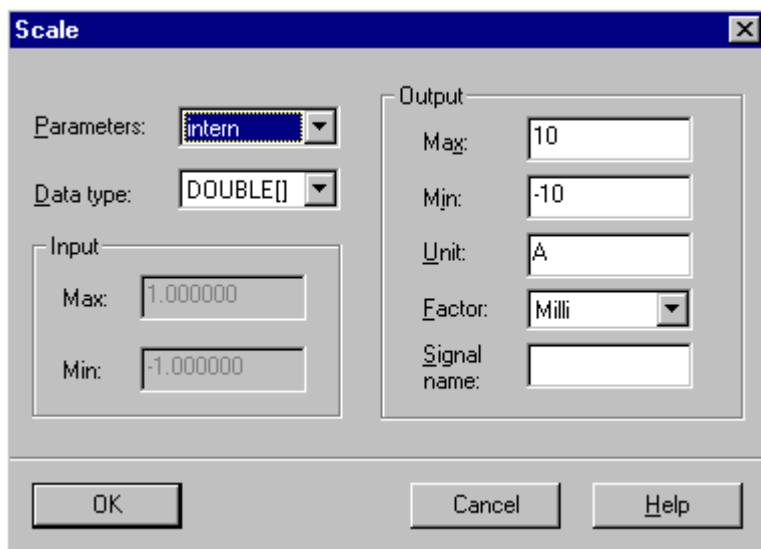 Scale
Parameters: intern
Data type: DOUBLE[]
Input
Max: 1.000000
Min: -1.000000
Output
Max: 10
Min: -10
Unit: A
Factor: Milli
Signal
name:
OK
Cancel
Help